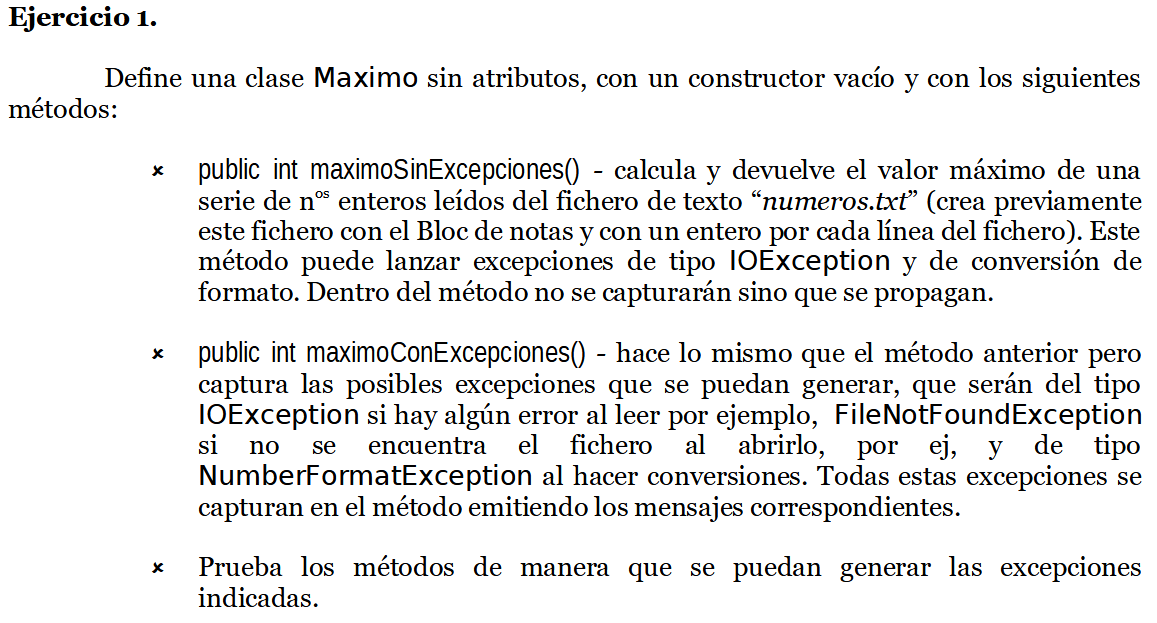 Ejercicio 1.
Define una clase Maximo sin atributos, con un constructor vacío y con los siguientes
métodos:
× public int maximoSinExcepciones() - calcula y devuelve el valor máximo de una
serie de nos enteros leídos del fichero de texto “numeros.txt” (crea previamente
este fichero con el Bloc de notas y con un entero por cada línea del fichero). Este
método puede lanzar excepciones de tipo IOException y de conversión de
formato. Dentro del método no se capturarán sino que se propagan.
× public int maximoConExcepciones() - hace lo mismo que el método anterior pero
captura las posibles excepciones que se puedan generar, que serán del tipo
IOException si hay algún error al leer por ejemplo, FileNotFoundException
si no se encuentra el fichero al abrirlo, por ej, y de tipo
NumberFormatException al hacer conversiones. Todas estas excepciones se
capturan en el método emitiendo los mensajes correspondientes.
× Prueba los métodos de manera que se puedan generar las excepciones
indicadas.